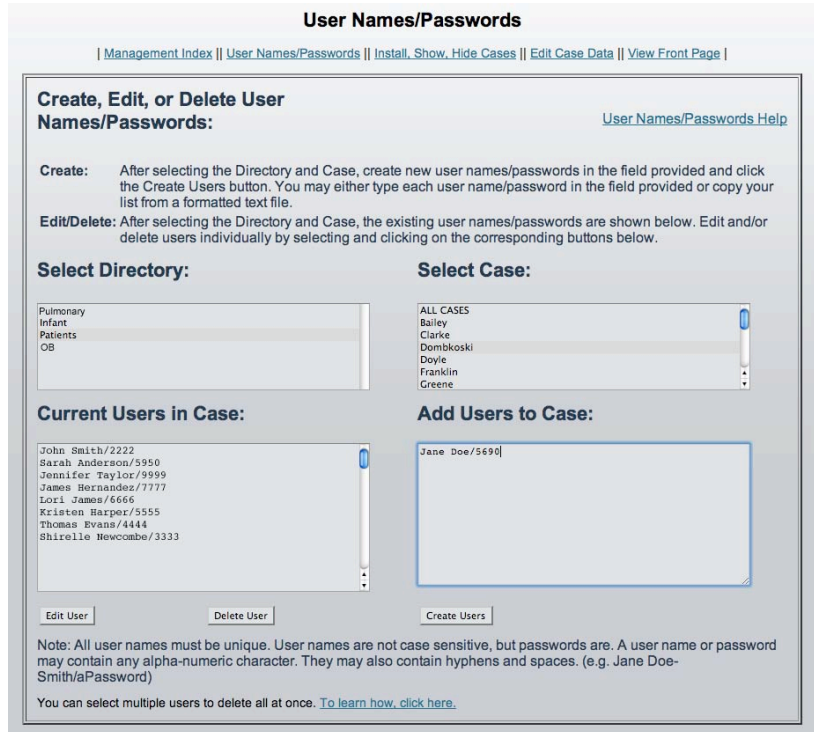 User Names/Passwords
| Management Index || User Names/Passwords || Install, Show, Hide Cases || Edit Case Data || View Front Page |
Create, Edit, or Delete User
Names/Passwords:
User Names/Passwords Help
Create: After selecting the Directory and Case, create new user names/passwords in the field provided and click
the Create Users button. You may either type each user name/password in the field provided or copy your
list from a formatted text file.
Edit/Delete: After selecting the Directory and Case, the existing user names/passwords are shown below. Edit and/or
delete users individually by selecting and clicking on the corresponding buttons below.
Select Directory:
Pulmonary
Infant
Patients
OB
Select Case:
ALL CASES
Bailey
Clarke
Dombkoski
Doyle
Franklin
Greene
Current Users in Case:
John Smith/2222
Sarah Anderson/5950
Jennifer Taylor/9999
James Hernandez/7777
Lori James/6666
Kristen Harper/5555
Thomas Evans/4444
Shirelle Newcombe/3333
Add Users to Case:
Jane Doe/5690
Edit User
Delete User
Create Users
Note: All user names must be unique. User names are not case sensitive, but passwords are. A user name or password
may contain any alpha-numeric character. They may also contain hyphens and spaces. (e.g. Jane Doe-
Smith/aPassword)
You can select multiple users to delete all at once. To learn how, click here.